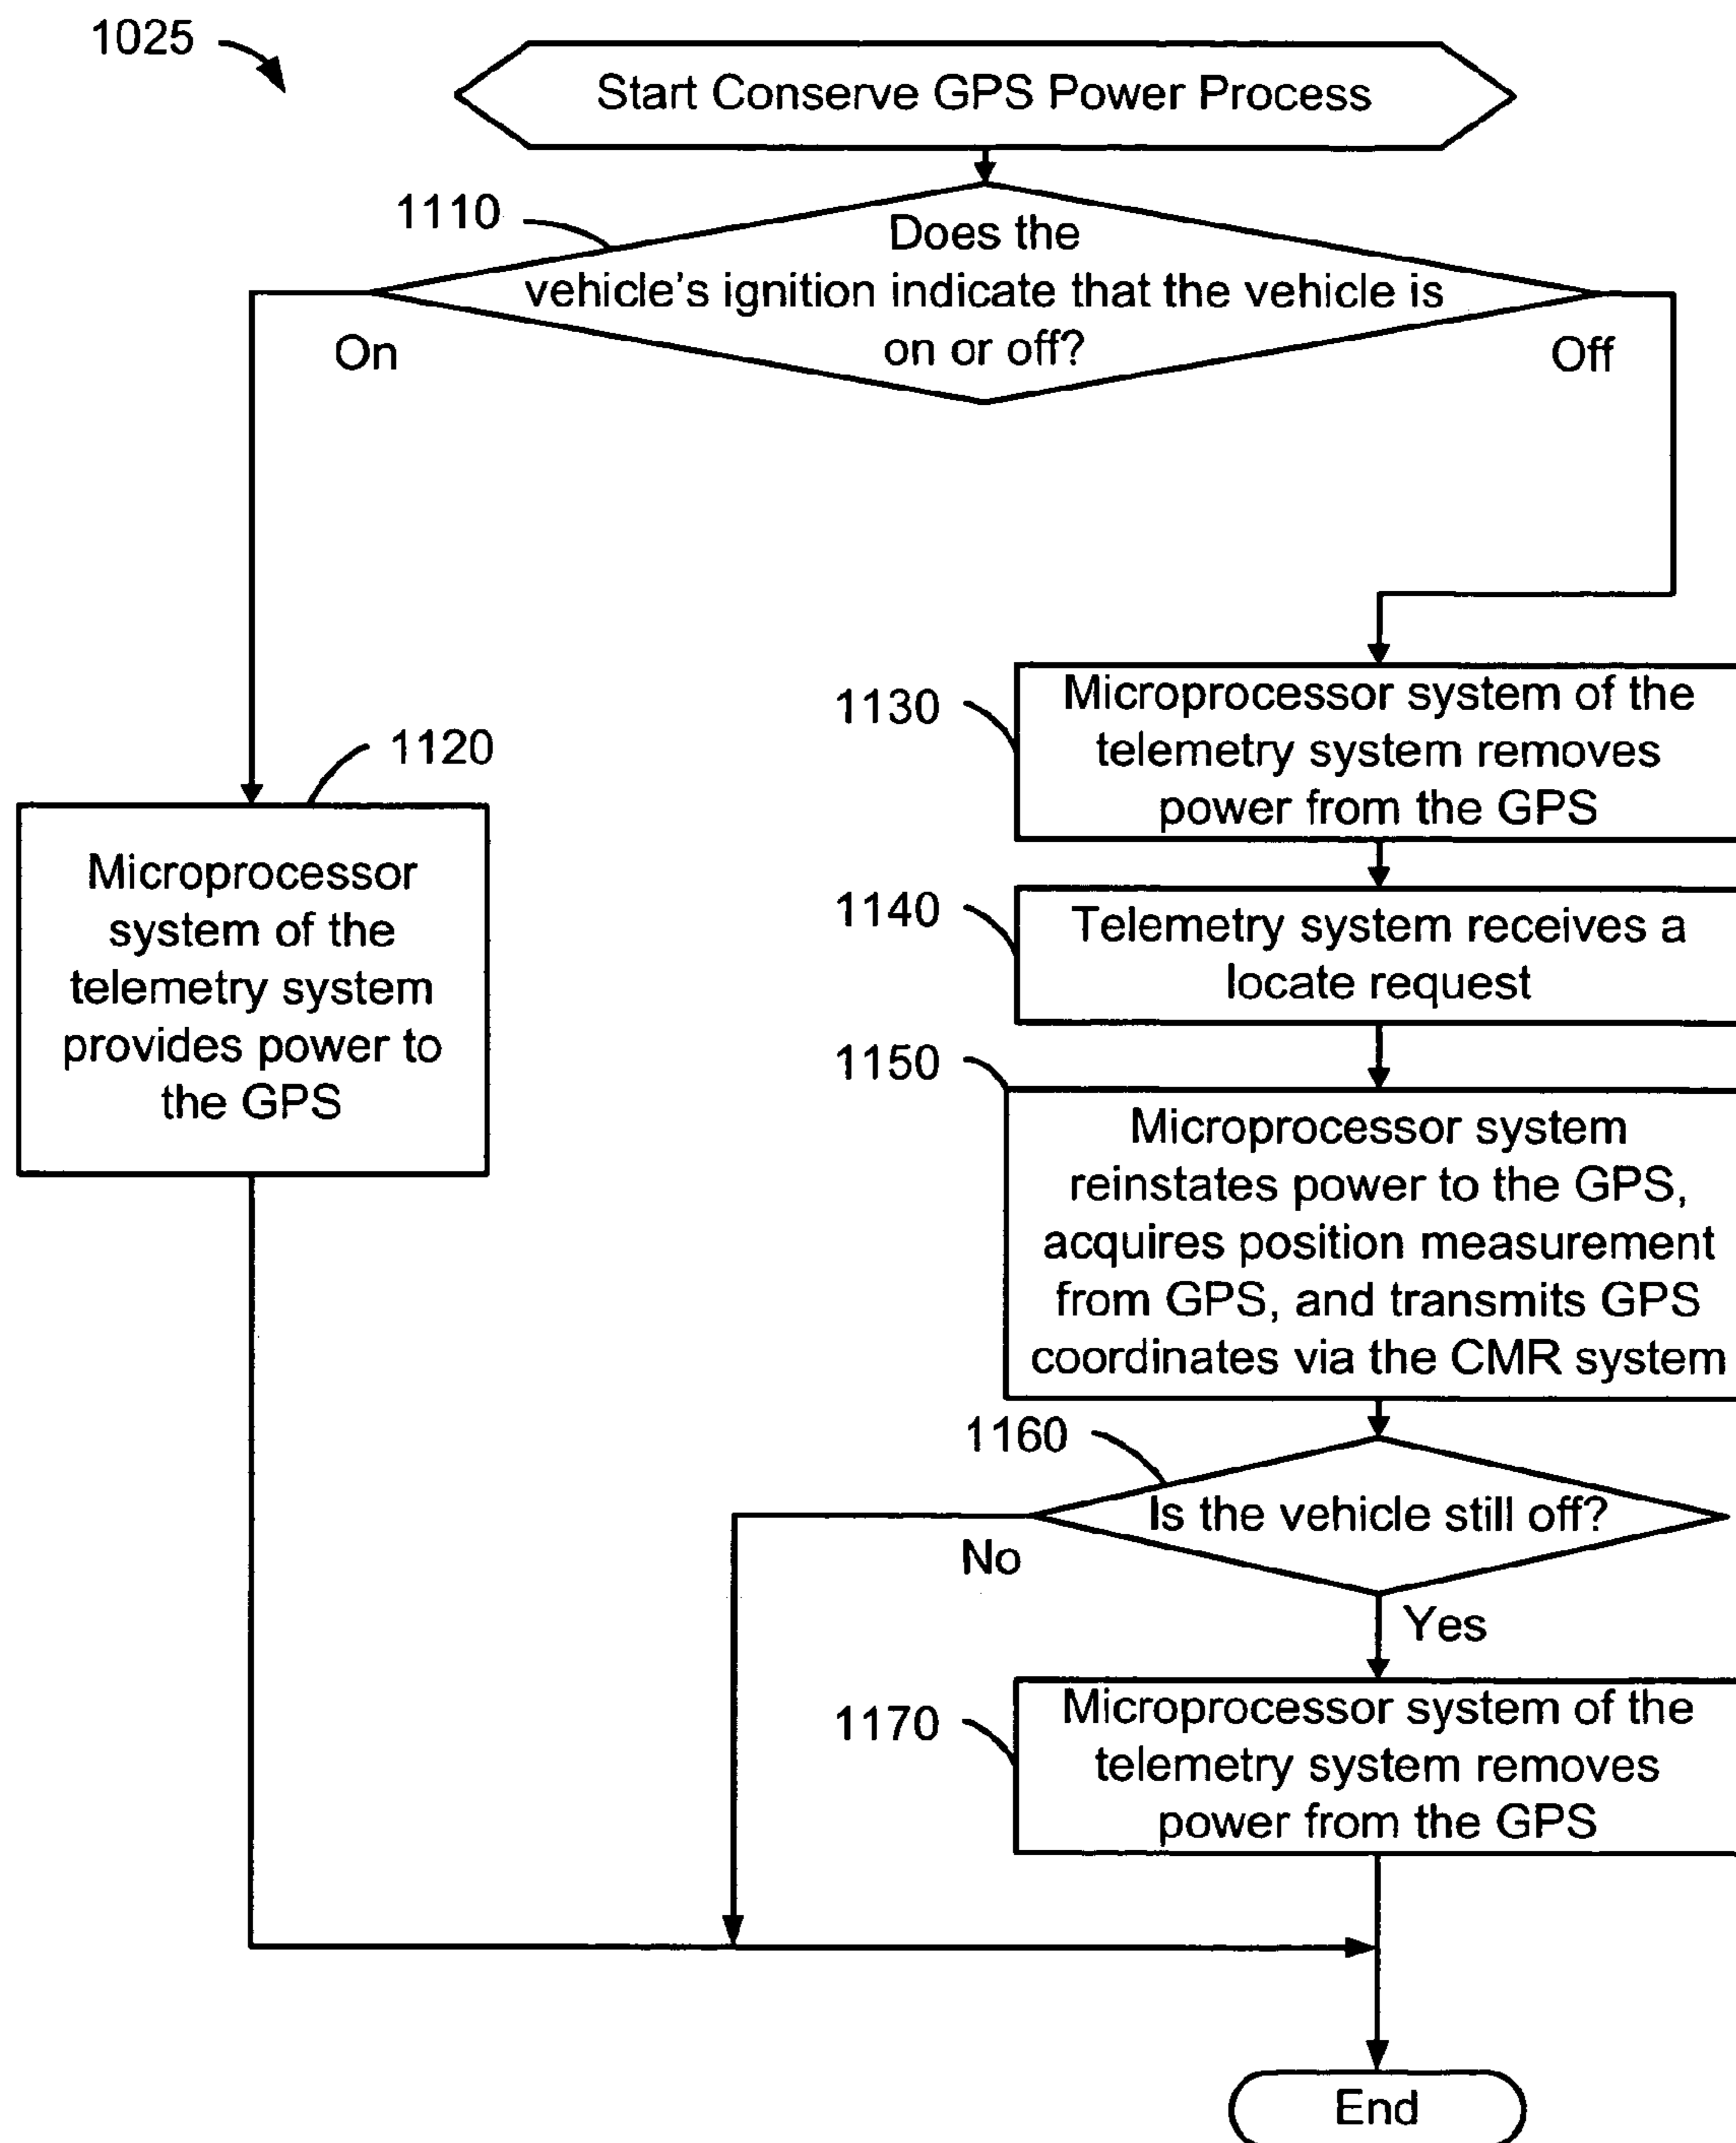 1025
Start Conserve GPS Power Process
1110
Does the
vehicle's ignition indicate that the vehicle is
on or off?
On
Off
1120
Microprocessor
system of the
telemetry system
provides power to
the GPS
1130
Microprocessor system of the
telemetry system removes
power from the GPS
1140
Telemetry system receives a
locate request
1150
Microprocessor system
reinstates power to the GPS,
acquires position measurement
from GPS, and transmits GPS
coordinates via the CMR system
1160
Is the vehicle still off?
No
Yes
1170
Microprocessor system of the
telemetry system removes
power from the GPS
End